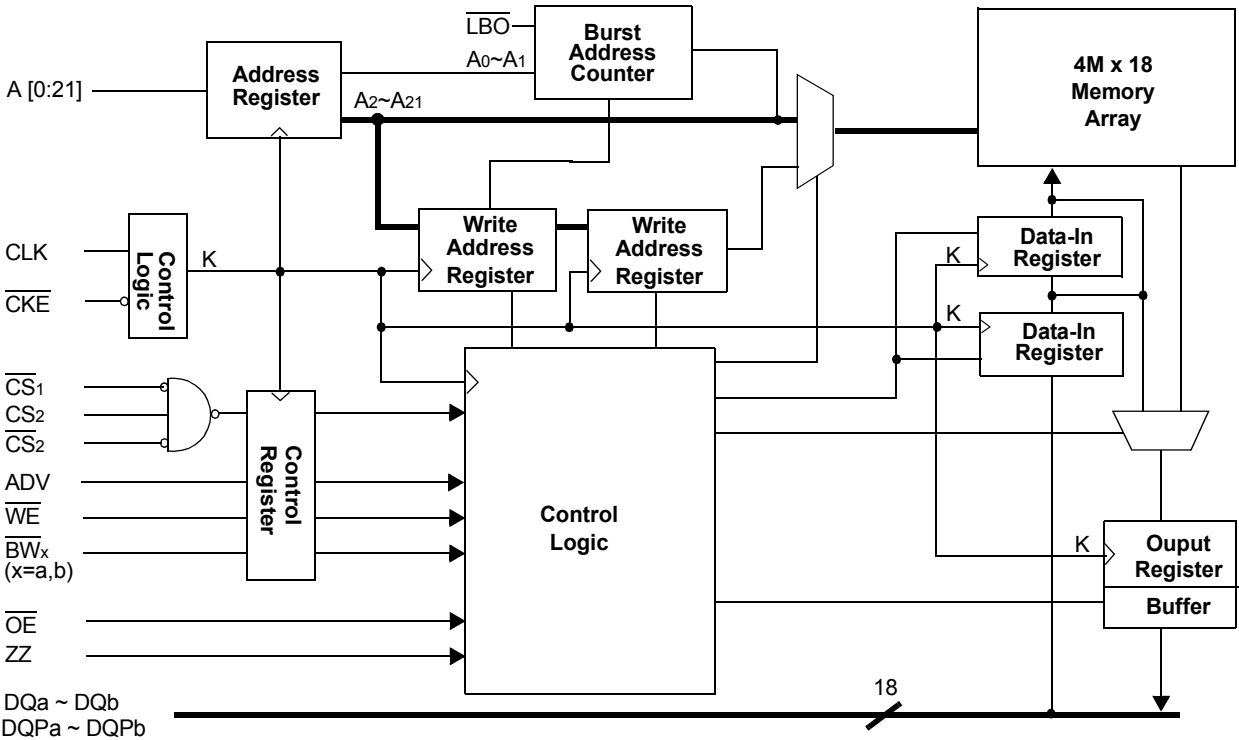 LBO
A0~A1
Burst
Address
Counter
4M x 18
Memory
Array
A [0:21]
Address
Register
A2~A21
CLK
CKE
Control
Logic
K
Write
Address
Register
Write
Address
Register
K
Data-In
Register
K
Data-In
Register
CS1
CS2
CS2
Control
Register
ADV
WE
BWx
(x=a,b)
Control
Logic
K
Ouput
Register
Buffer
OE
ZZ
DQa ~ DQb
DQPa ~ DQPb
18